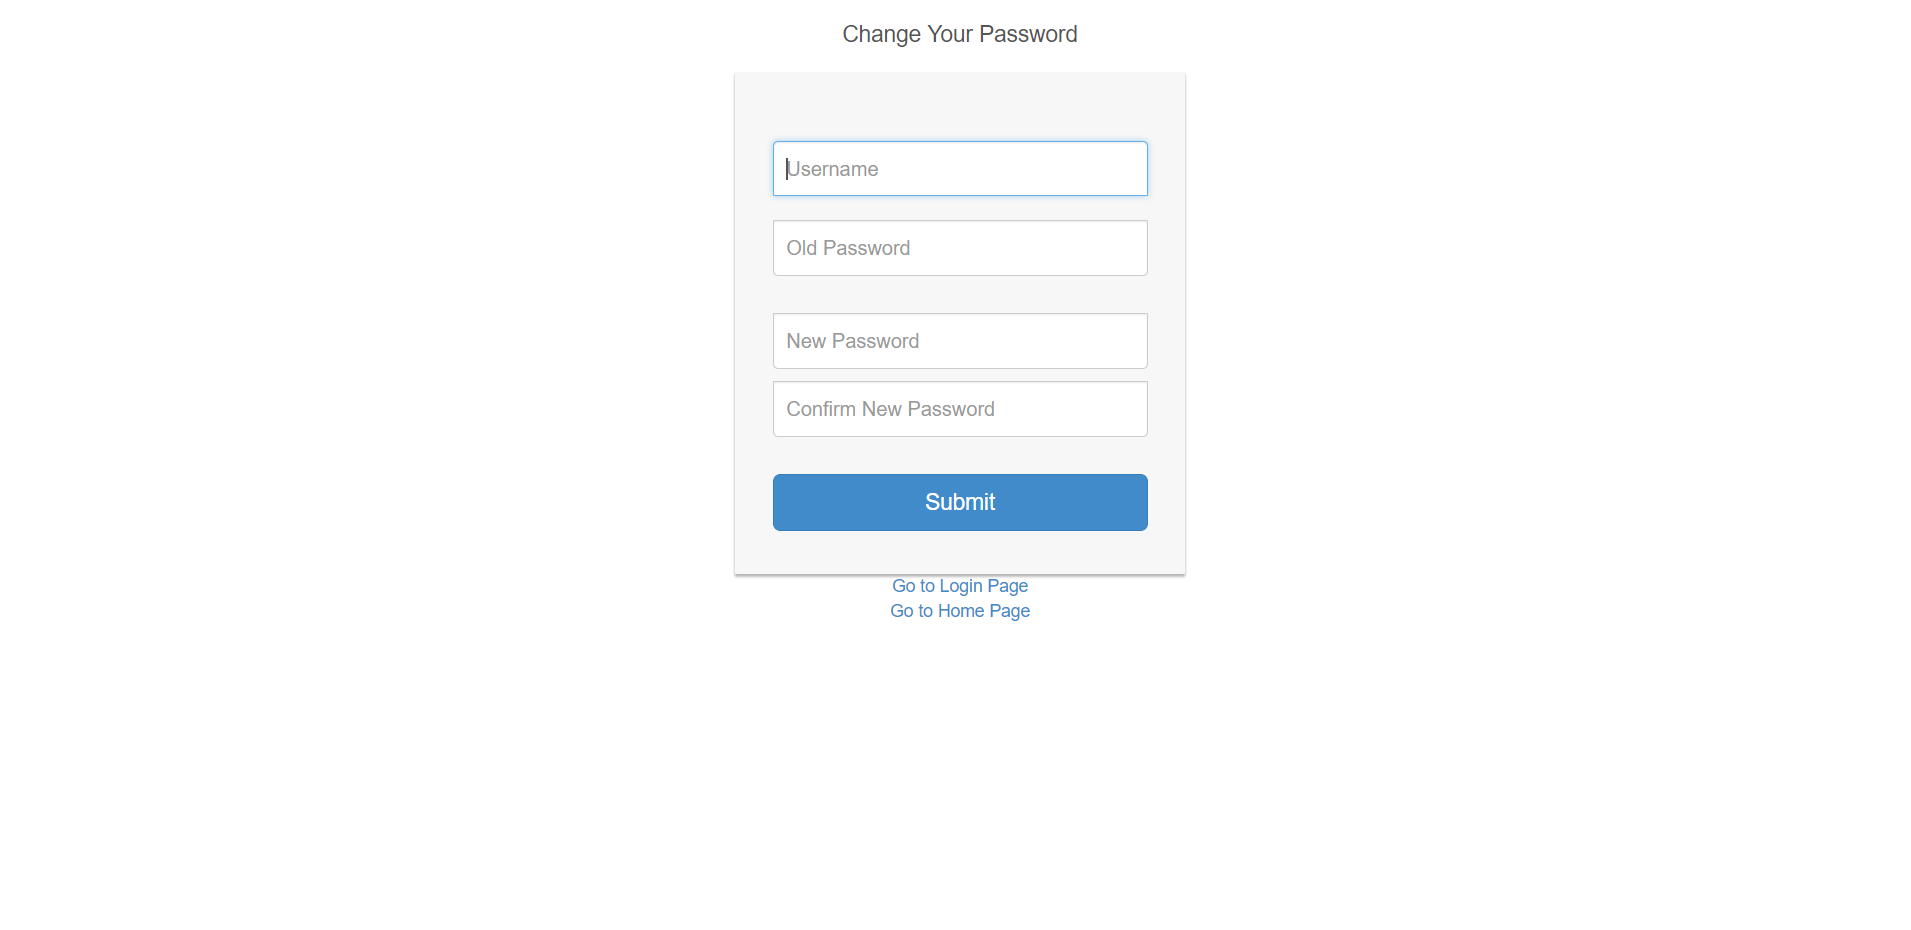 Change Your Password
Username
Old Password
New Password
Confirm New Password
Submit
Go to Login Page
Go to Home Page